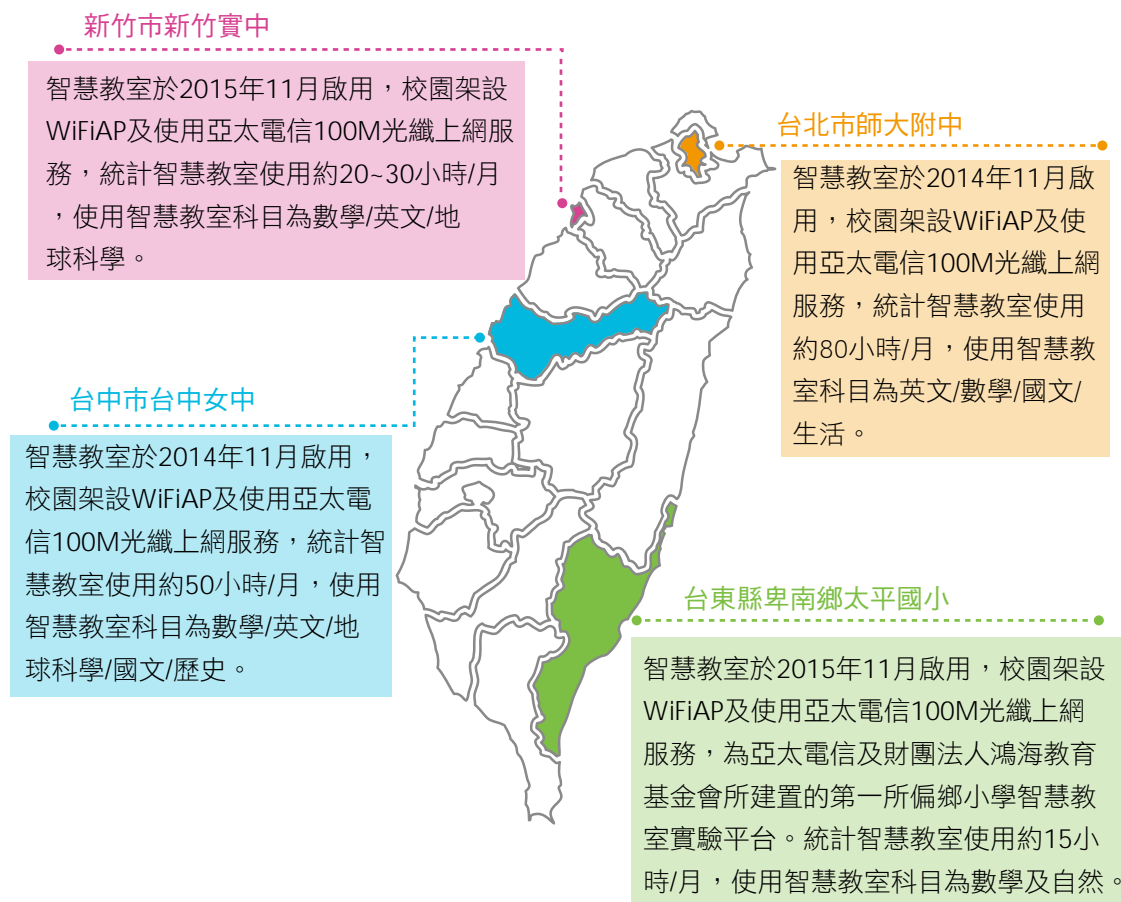 新竹市新竹實中
智慧教室於2015年11月啟用，校園架設
WiFiAP及使用亞太電信100M光纖上網服
務，統計智慧教室使用約20~30小時/月
，使用智慧教室科目為數學/英文/地
球科學。
台北市師大附中
智慧教室於2014年11月啟
用，校園架設WiFiAP及使
用亞太電信100M光纖上網
服務，統計智慧教室使用
約80小時/月，使用智慧教
室科目為英文/數學/國文/
生活。
台中市台中女中
智慧教室於2014年11月啟用，
校園架設WiFiAP及使用亞太電
信100M光纖上網服務，統計智
慧教室使用約50小時/月，使用
智慧教室科目為數學/英文/地
球科學/國文/歷史。
台東縣卑南鄉太平國小
智慧教室於2015年11月啟用，校園架設
WiFiAP及使用亞太電信100M光纖上網
服務，為亞太電信及財團法人鴻海教育
基金會所建置的第一所偏鄉小學智慧教
室實驗平台。統計智慧教室使用約15小
時/月，使用智慧教室科目為數學及自然。